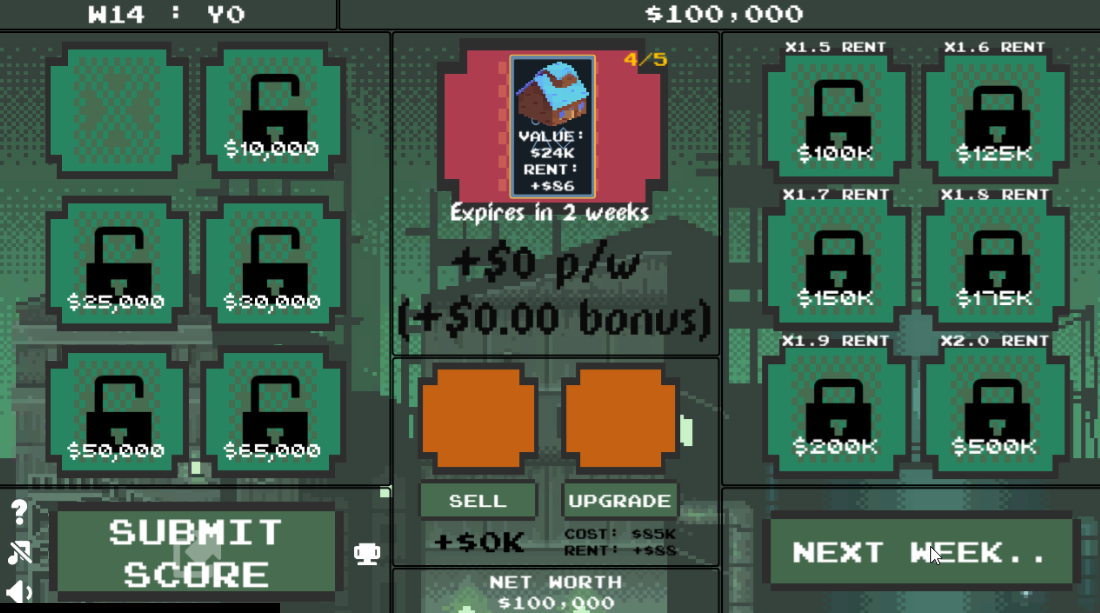 W14 : Y0
$100,000
$10,000
$25,000
$30,000
$50,000
$65,000
4/5
VALUE:
$24K
RENT:
+$86
Expires in 2 weeks
+$0 p/w
(+$0.00 bonus)
X1.5 RENT
X1.6 RENT
$100K
$125K
X1.7 RENT
X1.8 RENT
$150K
$175K
X1.9 RENT
X2.0 RENT
$200K
$500K
SELL
UPGRADE
+$0K
COST: $85K
RENT: +$88
?
SUBMIT
SCORE
NET WORTH
$100,000
NEXT WEEK..